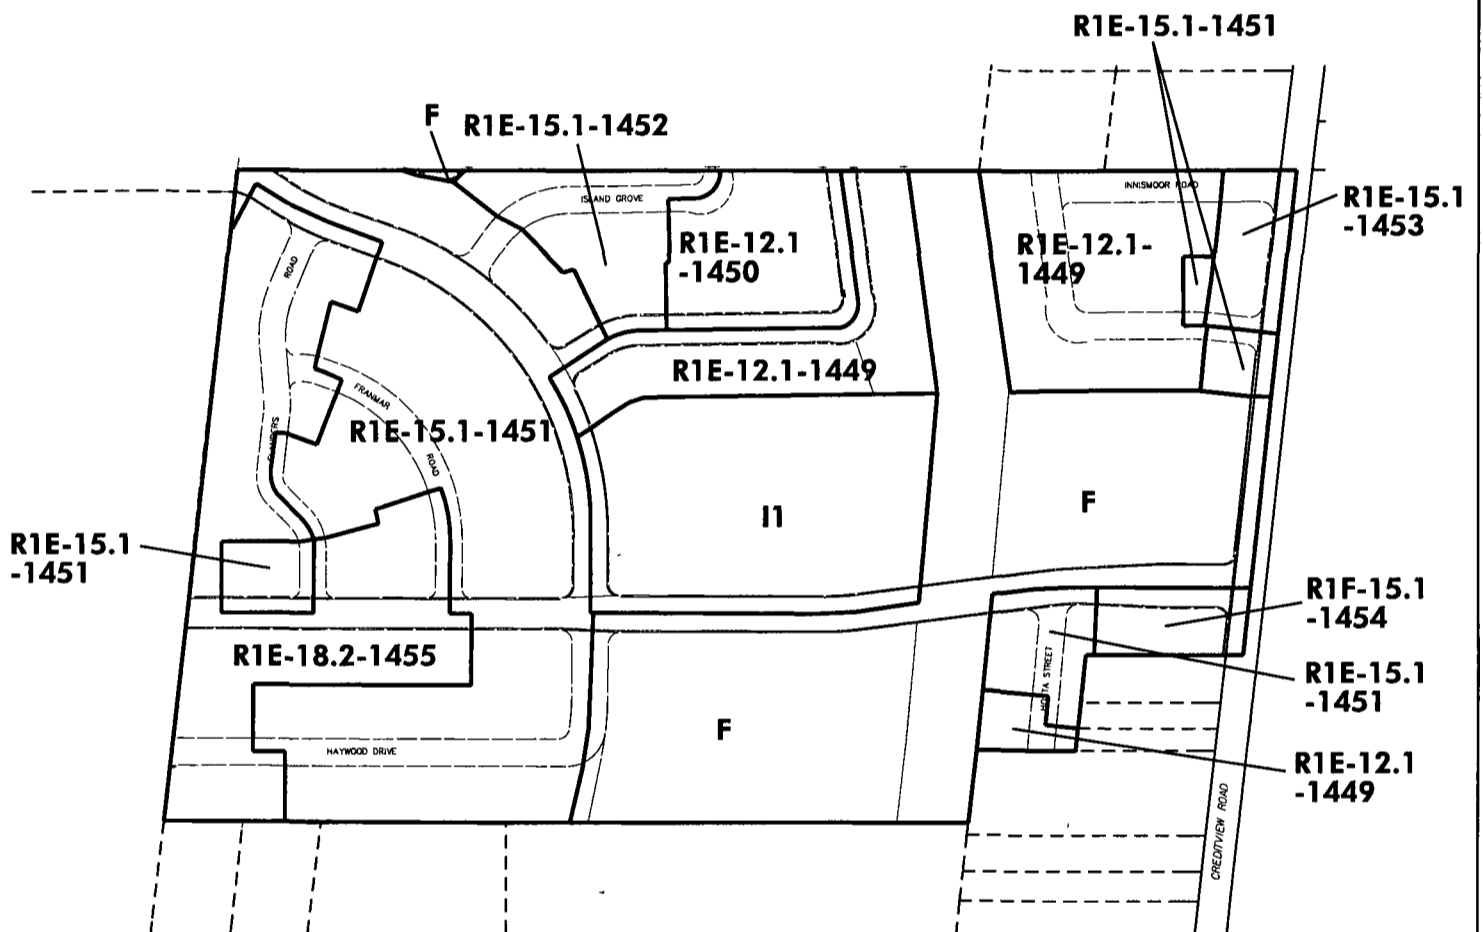 R1E-15.1-1451
F
R1E-15.1-1452
INNISMOOR ROAD
R1E-15.1
-1453
ISLAND GROVE
R1E-12.1
-1450
R1E-12.1-
1449
ROAD
R1E-12.1-1449
FRANMAR
R1E-15.1-1451
FLANDERS
ROAD
I1
F
R1E-15.1
-1451
R1F-15.1
-1454
R1E-18.2-1455
HOSTA STREET
R1E-15.1
-1451
F
HAYWOOD DRIVE
R1E-12.1
-1449
CREDITVIEW ROAD